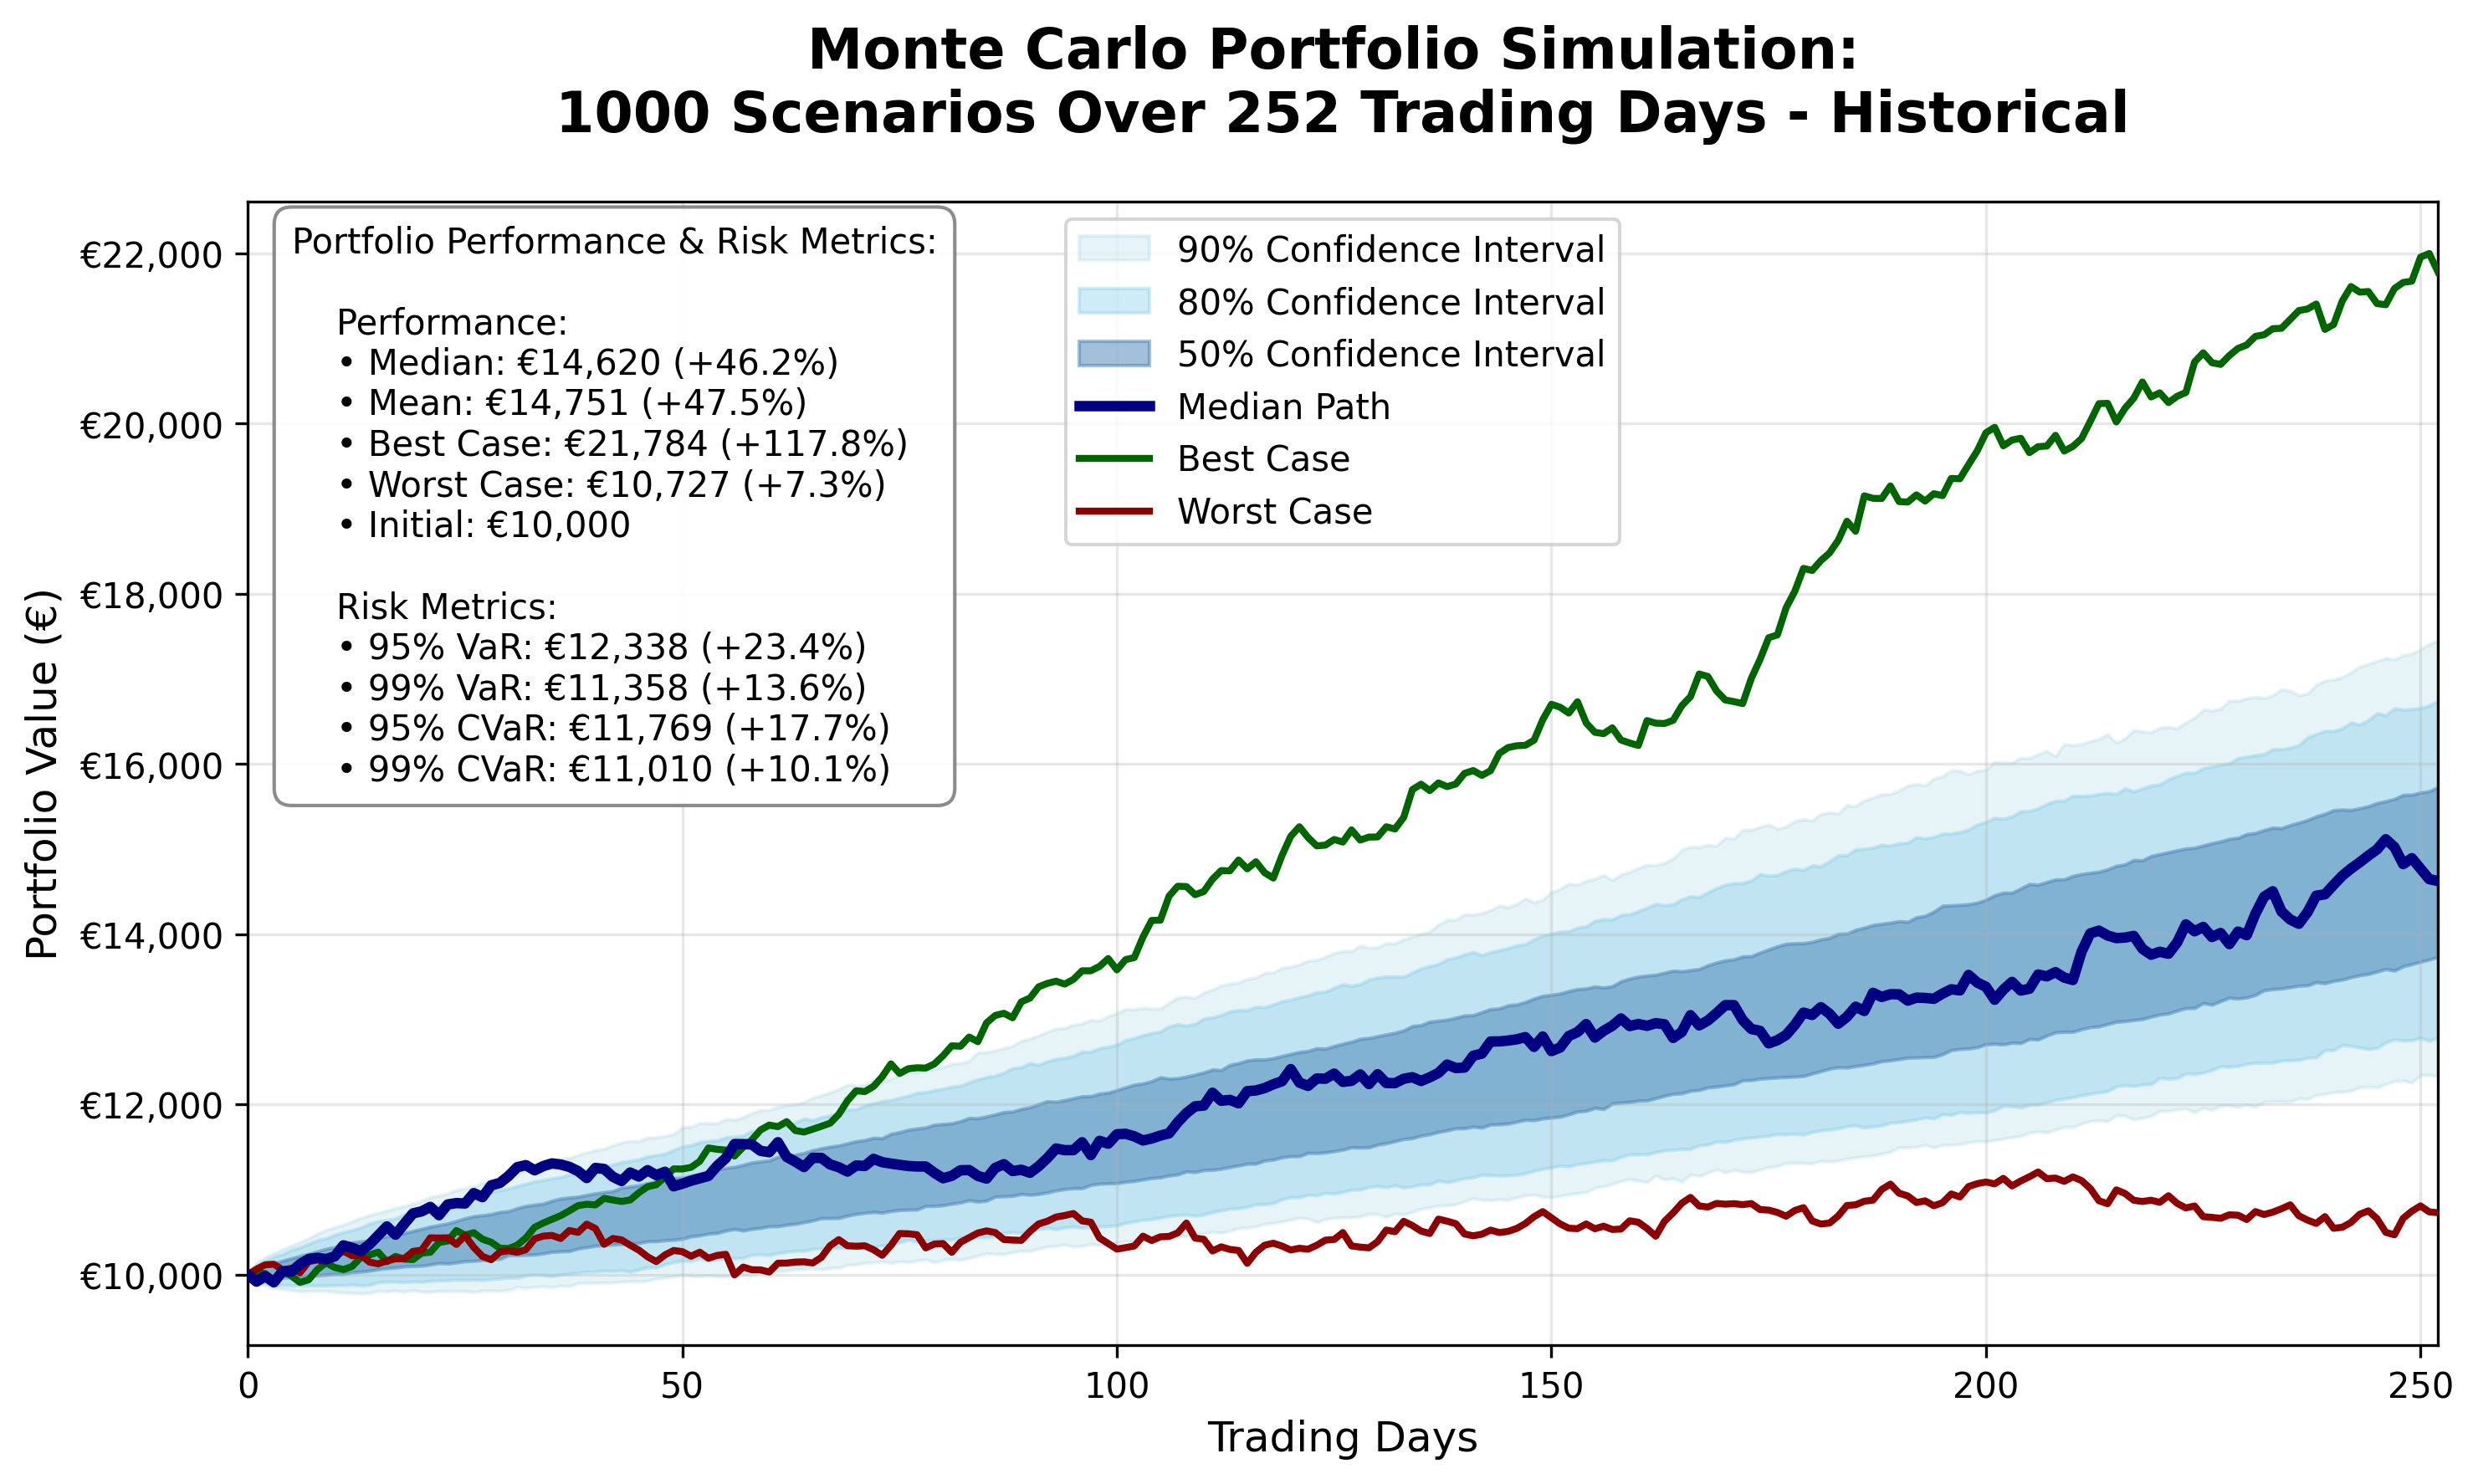 Monte Carlo Portfolio Simulation:
1000 Scenarios Over 252 Trading Days - Historical
Portfolio Value (€)
€22,000
€20,000
€18,000
€16,000
€14,000
€12,000
€10,000
Portfolio Performance & Risk Metrics:
Performance:
• Median: €14,620 (+46.2%)
• Mean: €14,751 (+47.5%)
• Best Case: €21,784 (+117.8%)
• Worst Case: €10,727 (+7.3%)
• Initial: €10,000
Risk Metrics:
• 95% VaR: €12,338 (+23.4%)
• 99% VaR: €11,358 (+13.6%)
• 95% CVaR: €11,769 (+17.7%)
• 99% CVaR: €11,010 (+10.1%)
90% Confidence Interval
80% Confidence Interval
50% Confidence Interval
Median Path
Best Case
Worst Case
0
50
100
150
200
250
Trading Days